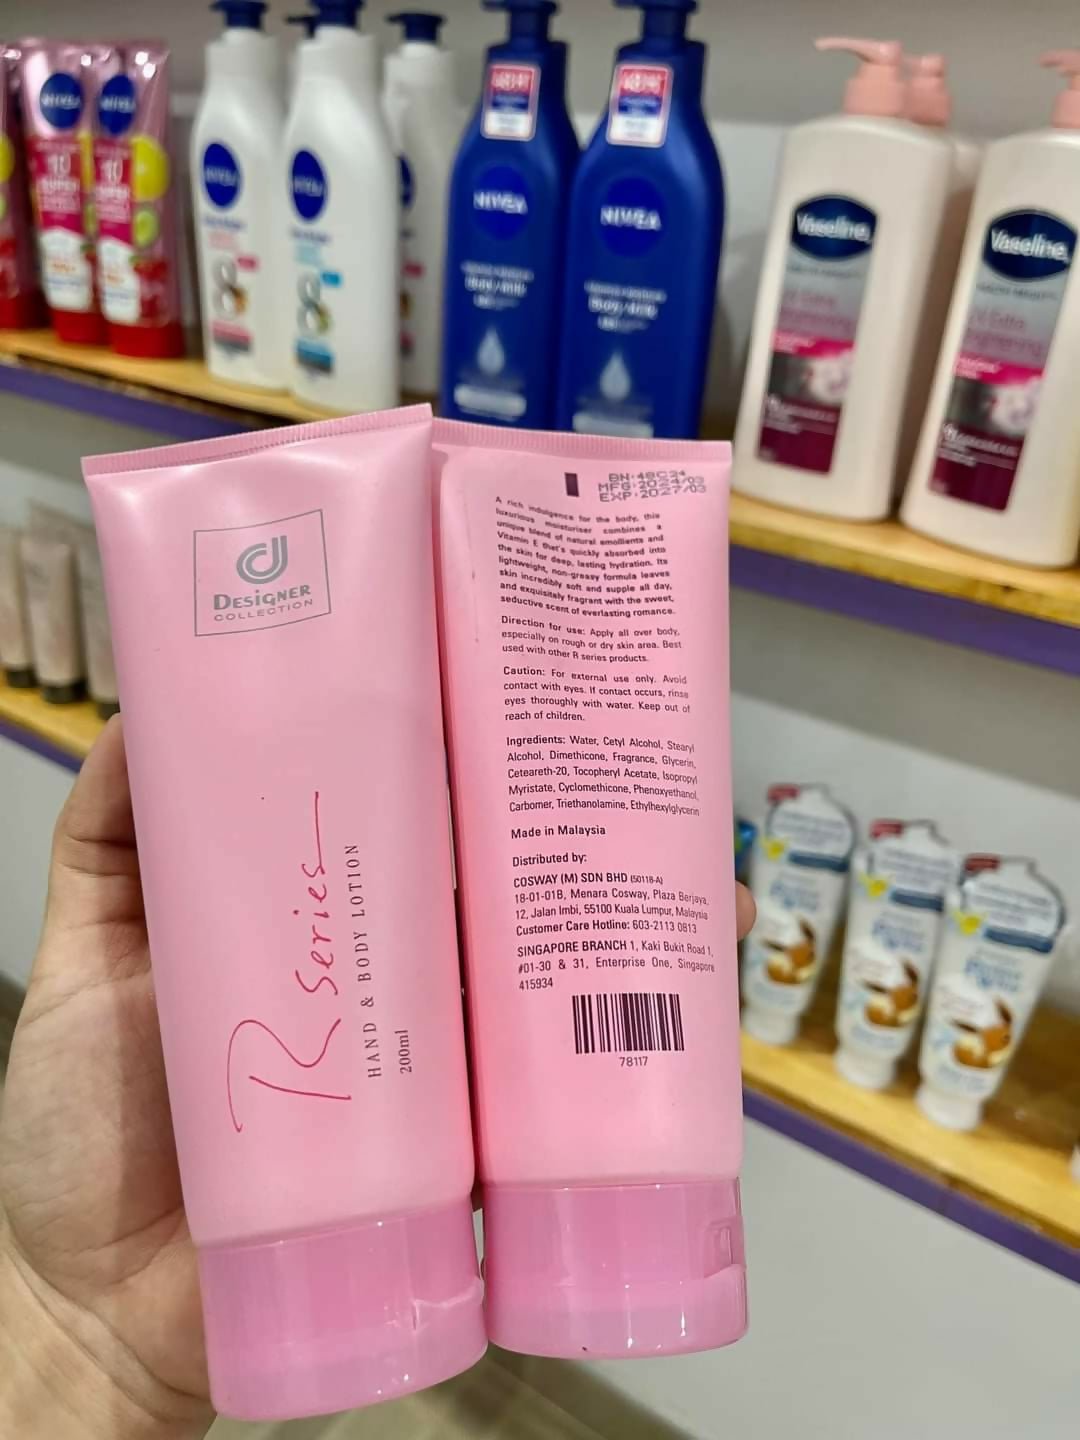 NIVEA
NIVEA
NIVEA
NIVEA
NIVEA
NIVEA
Body Milk
Body Milk
Vaseline
Vaseline
DESIGNER
COLLECTION
R Series
HAND & BODY LOTION
200ml
BN:48C24
MFG:2024/03
EXP:2027/03
A rich indulgence for the body, this
luxurious moisturiser combines a
unique blend of natural emollients and
Vitamin E that's quickly absorbed into
the skin for deep, lasting hydration. Its
lightweight, non-greasy formula leaves
skin incredibly soft and supple all day,
and exquisitely fragrant with the sweet,
seductive scent of everlasting romance.
Direction for use: Apply all over body,
especially on rough or dry skin area. Best
used with other R series products.
Caution: For external use only. Avoid
contact with eyes. If contact occurs, rinse
eyes thoroughly with water. Keep out of
reach of children.
Ingredients: Water, Cetyl Alcohol, Stearyl
Alcohol, Dimethicone, Fragrance, Glycerin,
Ceteareth-20, Tocopheryl Acetate, Isopropyl
Myristate, Cyclomethicone, Phenoxyethanol,
Carbomer, Triethanolamine, Ethylhexylglycerin
Made in Malaysia
Distributed by:
COSWAY (M) SDN BHD (50118-A)
18-01-01B, Menara Cosway, Plaza Berjaya,
12, Jalan Imbi, 55100 Kuala Lumpur, Malaysia
Customer Care Hotline: 603-2113 0813
SINGAPORE BRANCH 1, Kaki Bukit Road 1,
#01-30 & 31, Enterprise One, Singapore
415934
78117